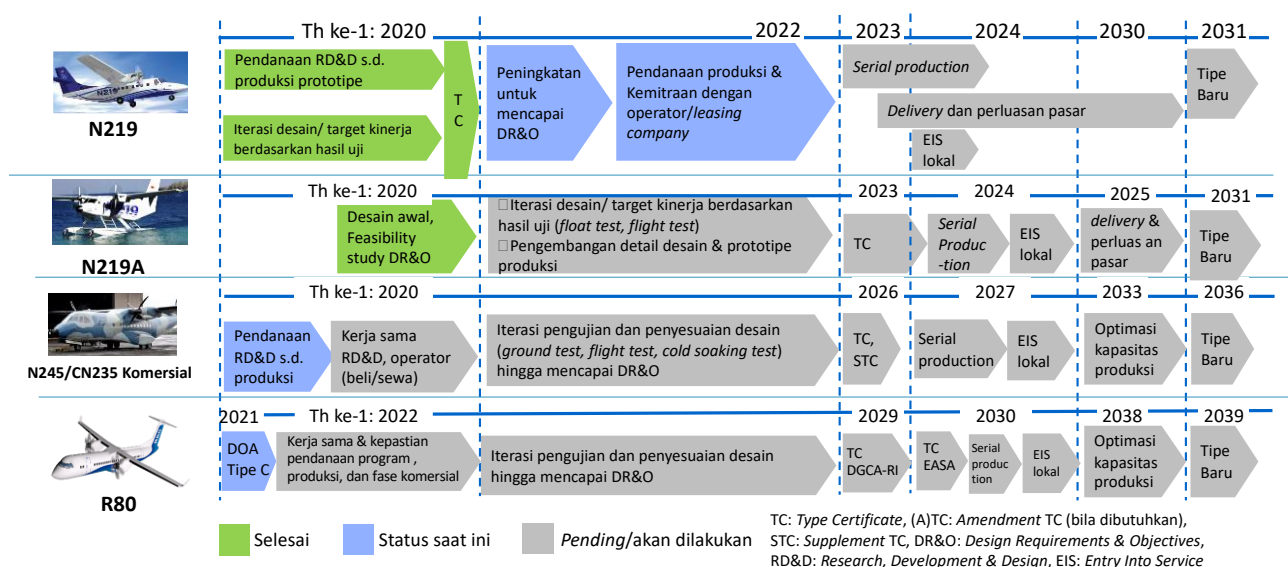 Th ke-1: 2020
2022
2023
2024
2030
2031
N219
N219
Pendanaan RD&D s.d.
produksi prototipe
Iterasi desain/ target kinerja
berdasarkan hasil uji
T
C
Peningkatan
untuk
mencapai
DR&O
Pendanaan produksi &
Kemitraan dengan
operator/leasing
company
Serial production
Delivery dan perluasan pasar
EIS
lokal
Tipe
Baru
Th ke-1: 2020
2023
2024
2025
2031
N219A
Desain awal,
Feasibility
study DR&O
□Iterasi desain/ target kinerja berdasarkan
hasil uji (float test, flight test)
□Pengembangan detail desain & prototipe
produksi
TC
Serial
Produc
-tion
EIS
lokal
delivery &
perluas an
pasar
Tipe
Baru
Th ke-1: 2020
2026
2027
2033
2036
N245/CN235 Komersial
Pendanaan
RD&D s.d.
produksi
Kerja sama
RD&D, operator
(beli/sewa)
Iterasi pengujian dan penyesuaian desain
(ground test, flight test, cold soaking test)
hingga mencapai DR&O
TC,
STC
Serial
production
EIS
lokal
Optimasi
kapasitas
produksi
Tipe
Baru
2021
Th ke-1: 2022
2029
2030
2038
2039
R80
DOA
Tipe C
Kerja sama & kepastian
pendanaan program ,
produksi, dan fase komersial
Iterasi pengujian dan penyesuaian desain
hingga mencapai DR&O
TC
DGCA-RI
TC
EASA
Serial
produc
tion
EIS
lokal
Optimasi
kapasitas
produksi
Tipe
Baru
Selesai
Status saat ini
Pending/akan dilakukan
TC: Type Certificate, (A)TC: Amendment TC (bila dibutuhkan),
STC: Supplement TC, DR&O: Design Requirements & Objectives,
RD&D: Research, Development & Design, EIS: Entry Into Service